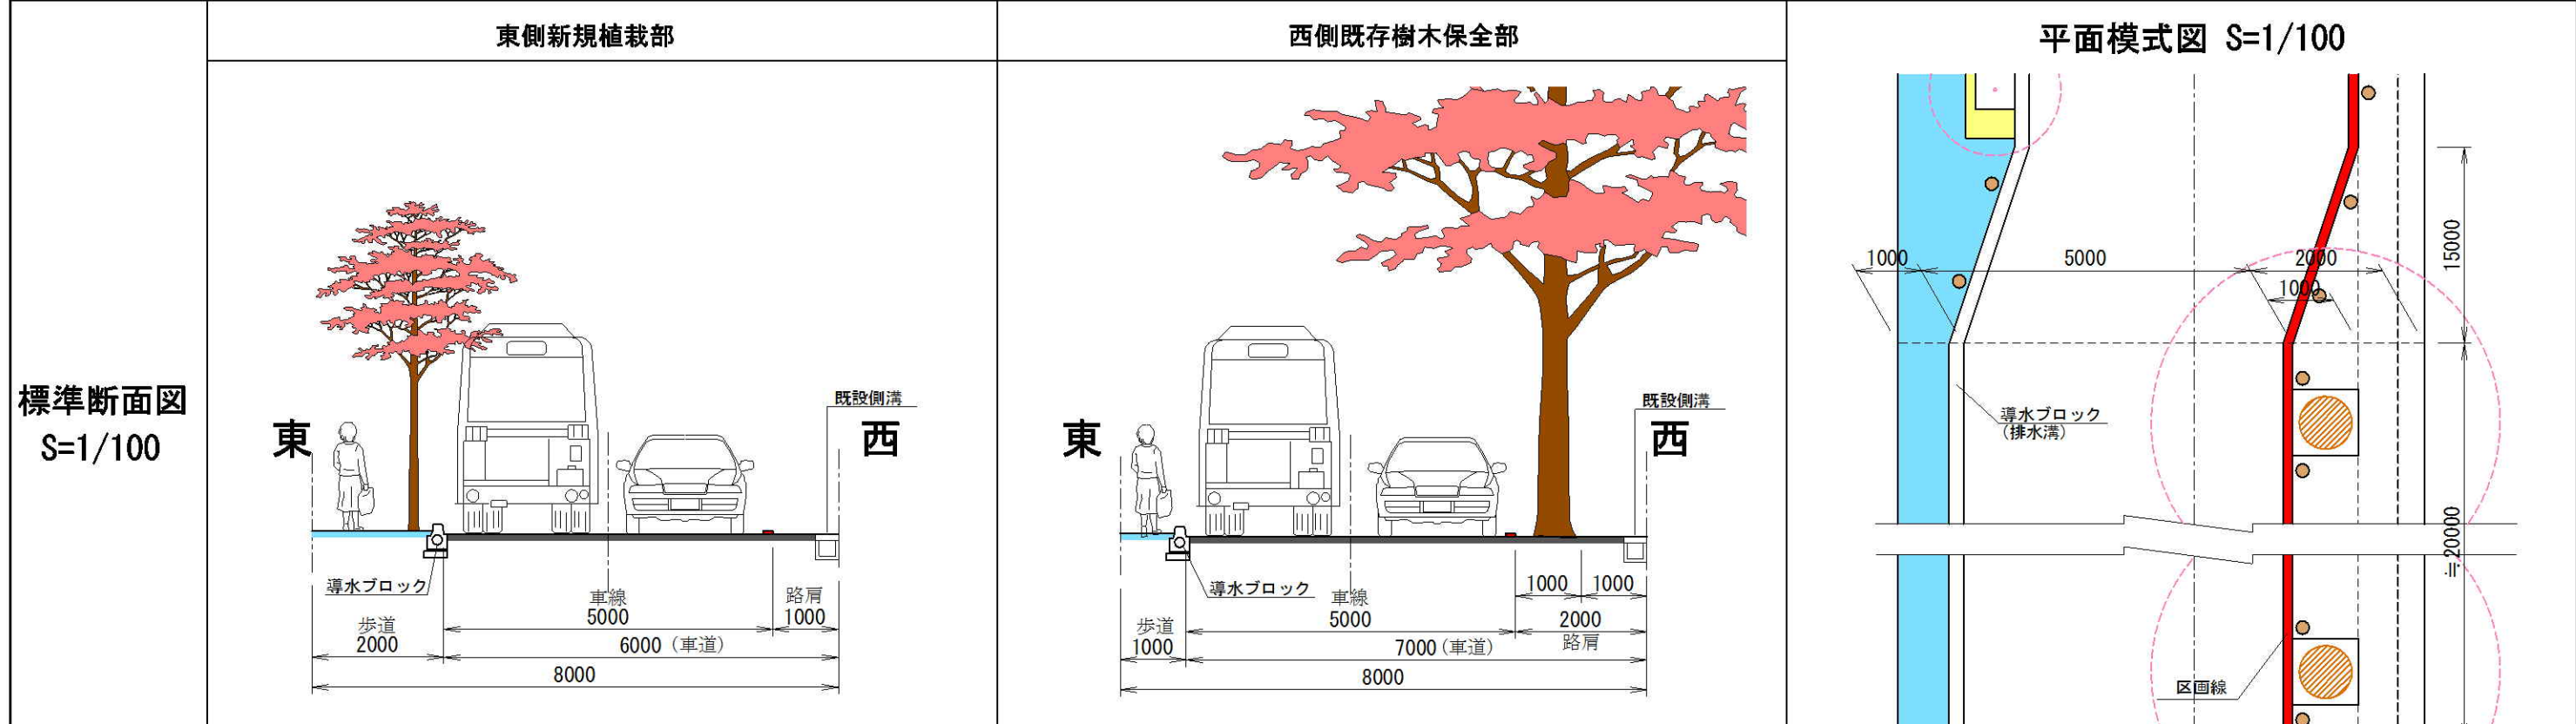 標準断面図
S=1/100
東側新規植栽部
東
西
既設側溝
導水ブロック
車線
5000
路肩
1000
歩道
2000
6000（車道）
8000
西側既存樹木保全部
東
西
既設側溝
導水ブロック
車線
5000
1000
1000
2000
路肩
歩道
1000
7000（車道）
8000
平面模式図 S=1/100
1000
5000
2000
1000
15000
導水ブロック
（排水溝）
≒20000
区画線